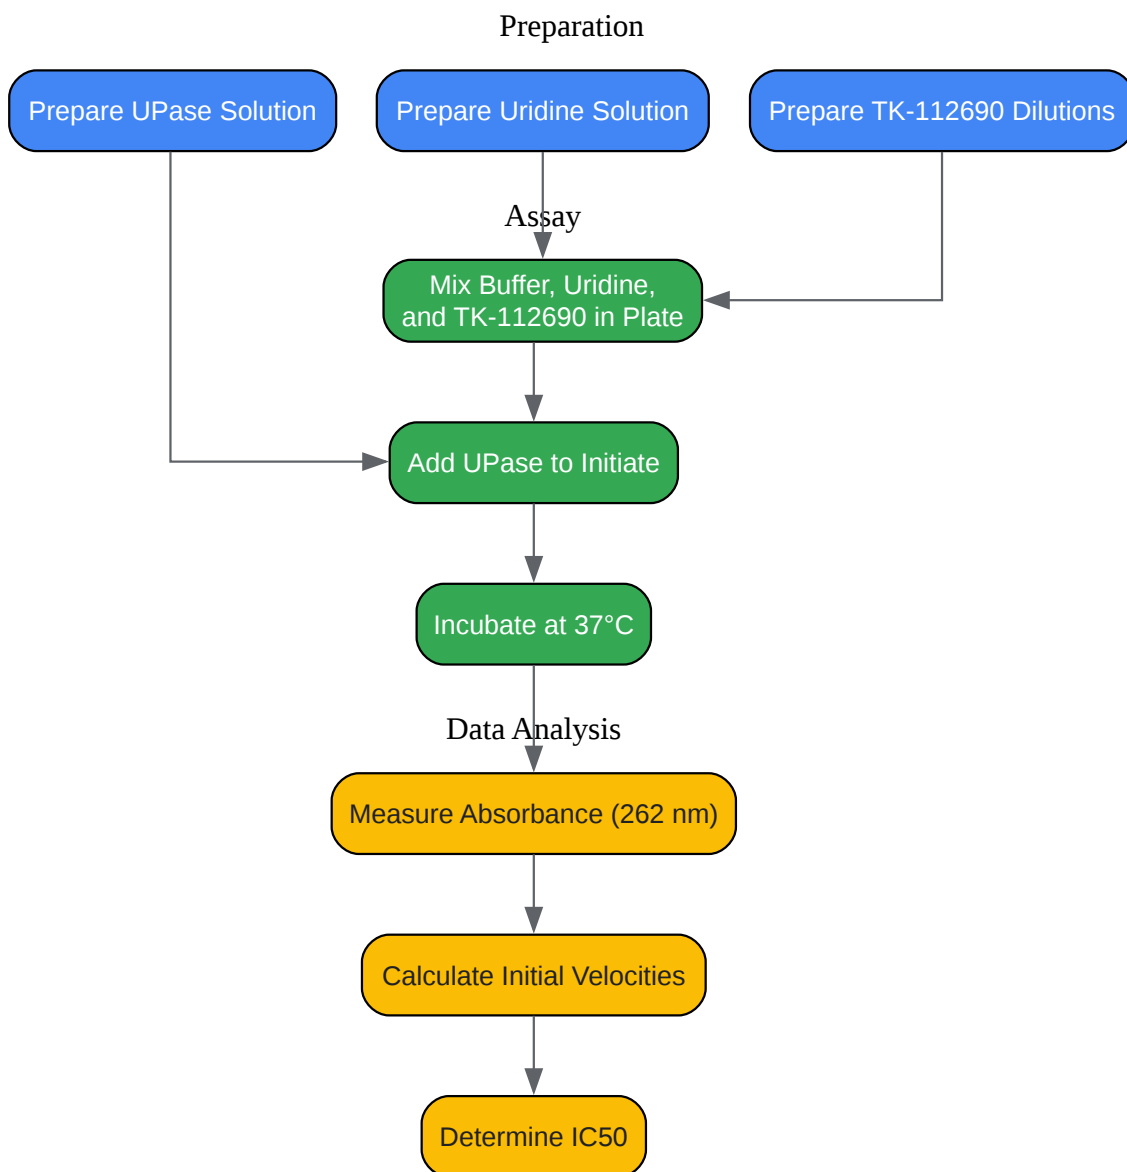 Preparation
Prepare UPase Solution
Prepare Uridine Solution
Prepare TK-112690 Dilutions
Assay
Mix Buffer, Uridine,
and TK-112690 in Plate
Add UPase to Initiate
Incubate at 37°C
Data Analysis
Measure Absorbance (262 nm)
Calculate Initial Velocities
Determine IC50